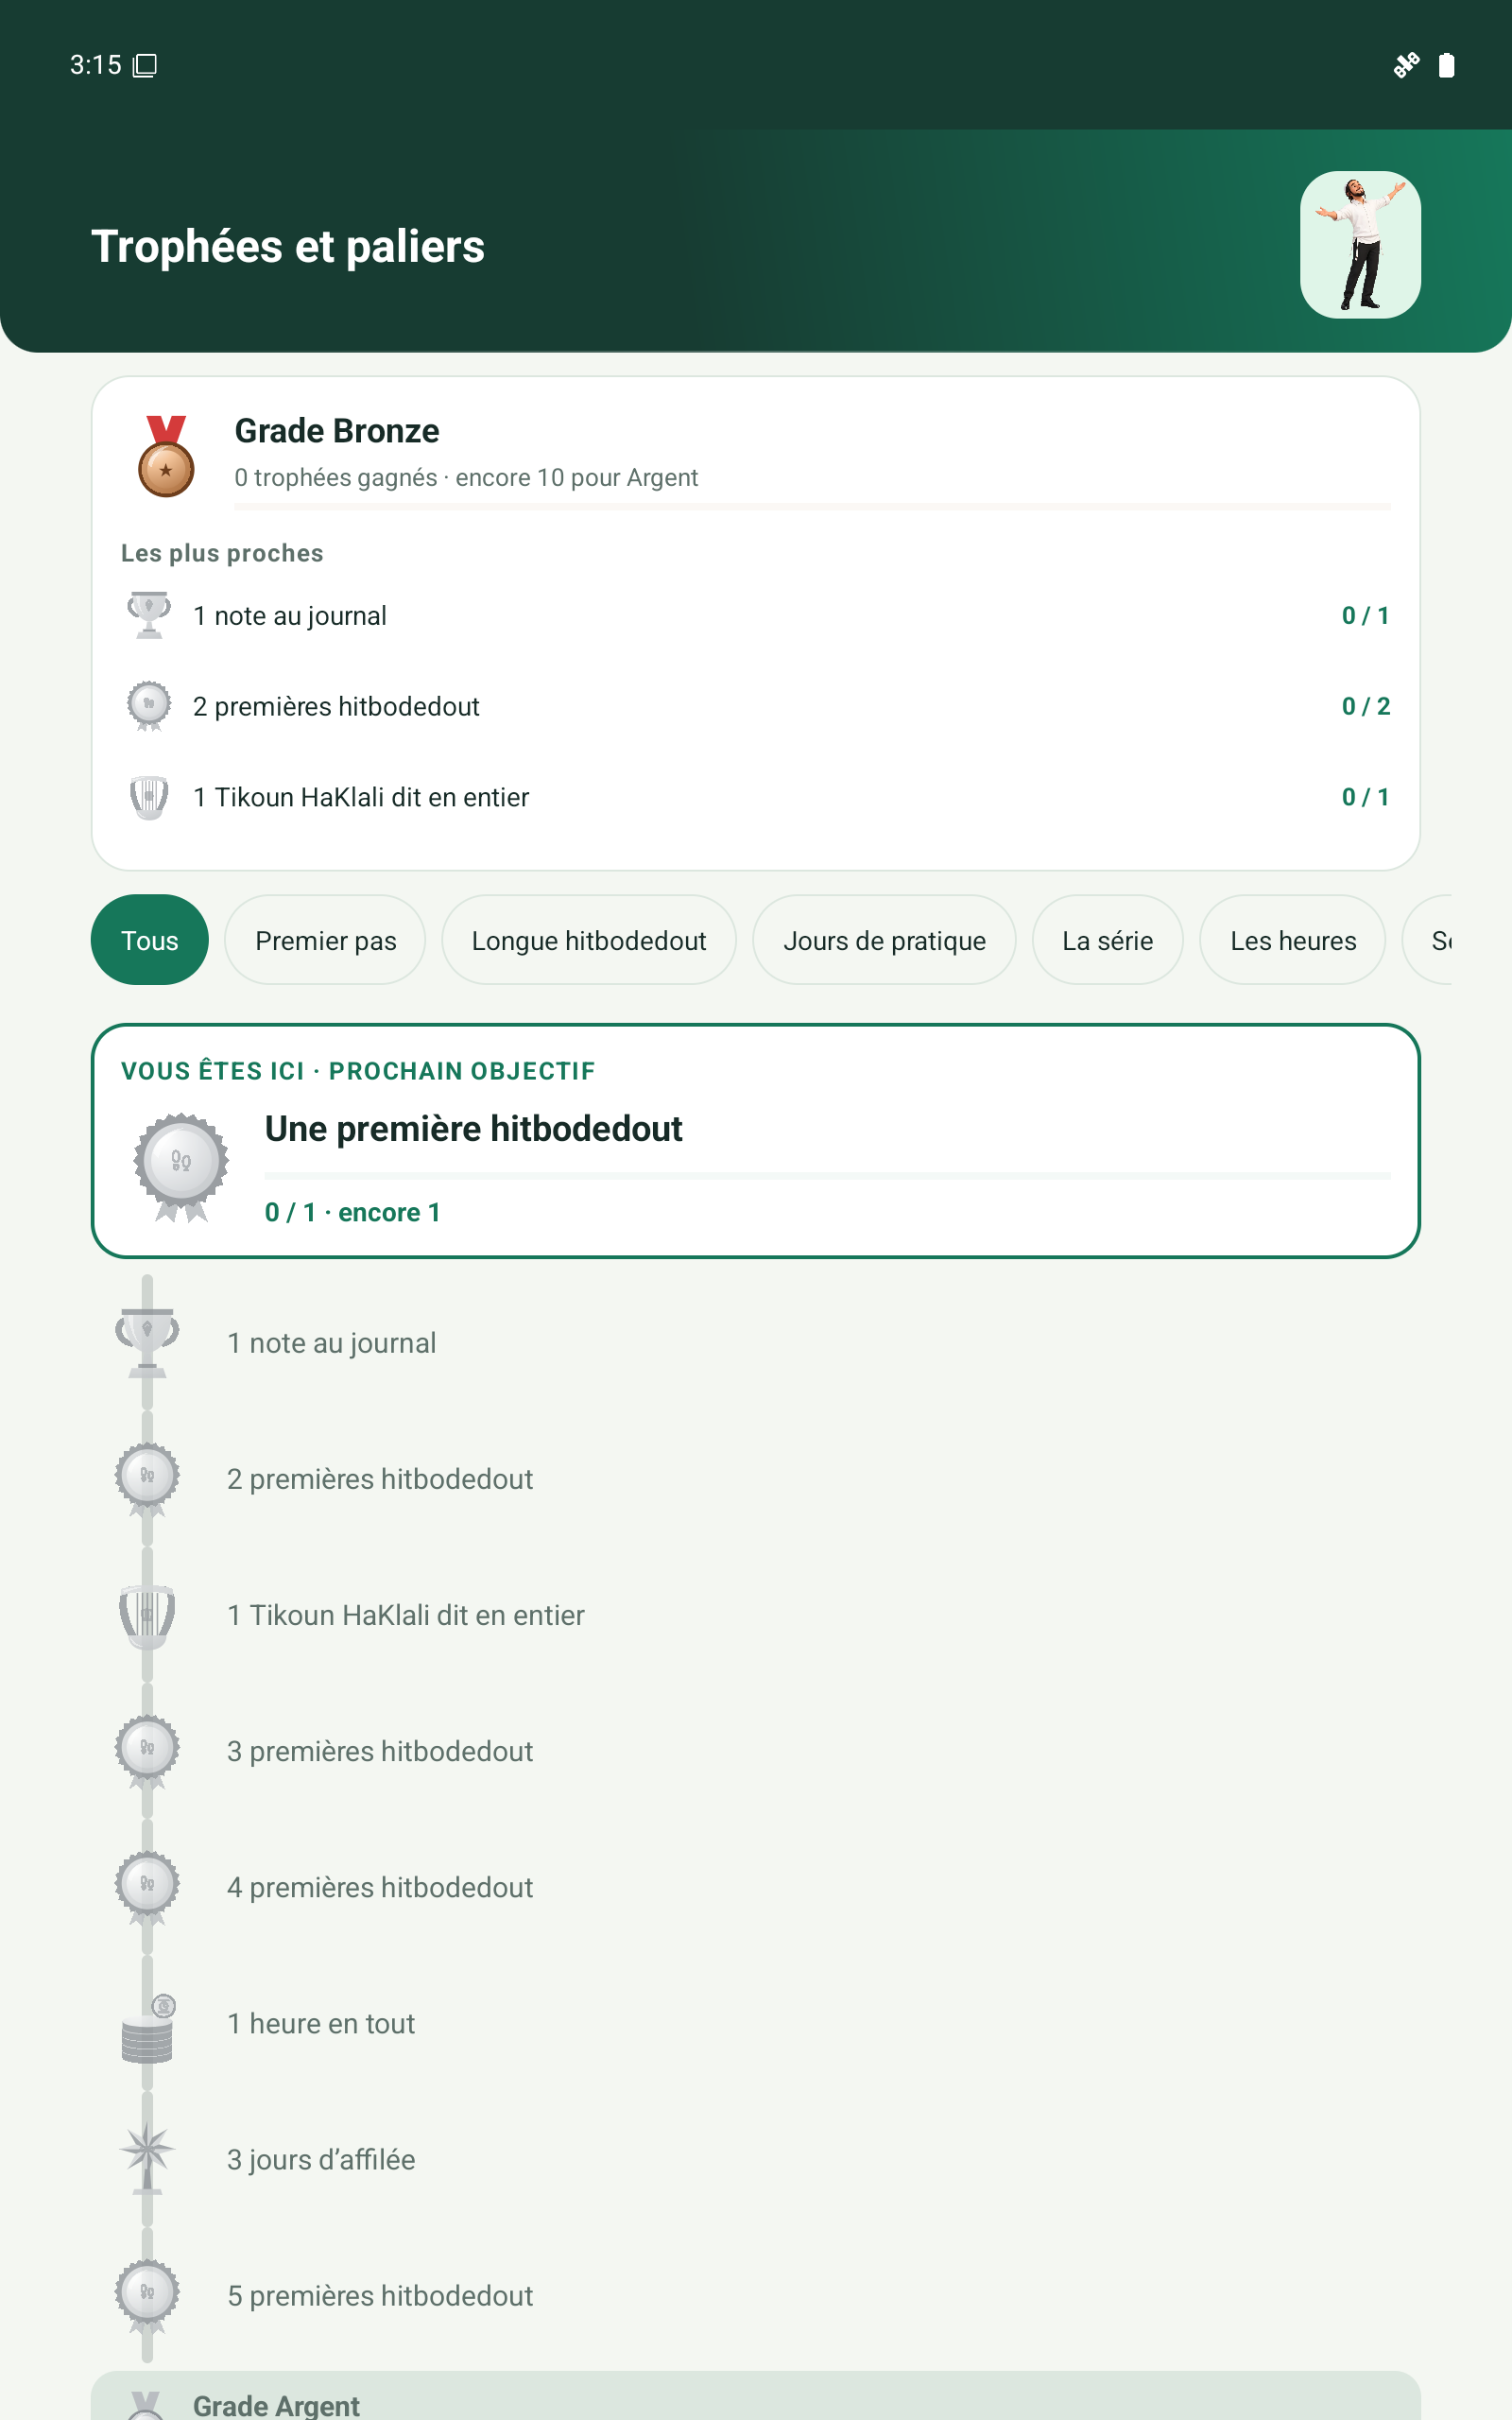 3:15
Trophées et paliers
Grade Bronze
0 trophées gagnés · encore 10 pour Argent
Les plus proches
1 note au journal
0 / 1
2 premières hitbodedout
0 / 2
1 Tikoun HaKlali dit en entier
0 / 1
Tous
Premier pas
Longue hitbodedout
Jours de pratique
La série
Les heures
VOUS ÊTES ICI · PROCHAIN OBJECTIF
Une première hitbodedout
0 / 1 · encore 1
1 note au journal
2 premières hitbodedout
1 Tikoun HaKlali dit en entier
3 premières hitbodedout
4 premières hitbodedout
1 heure en tout
3 jours d’affilée
5 premières hitbodedout
Grade Argent